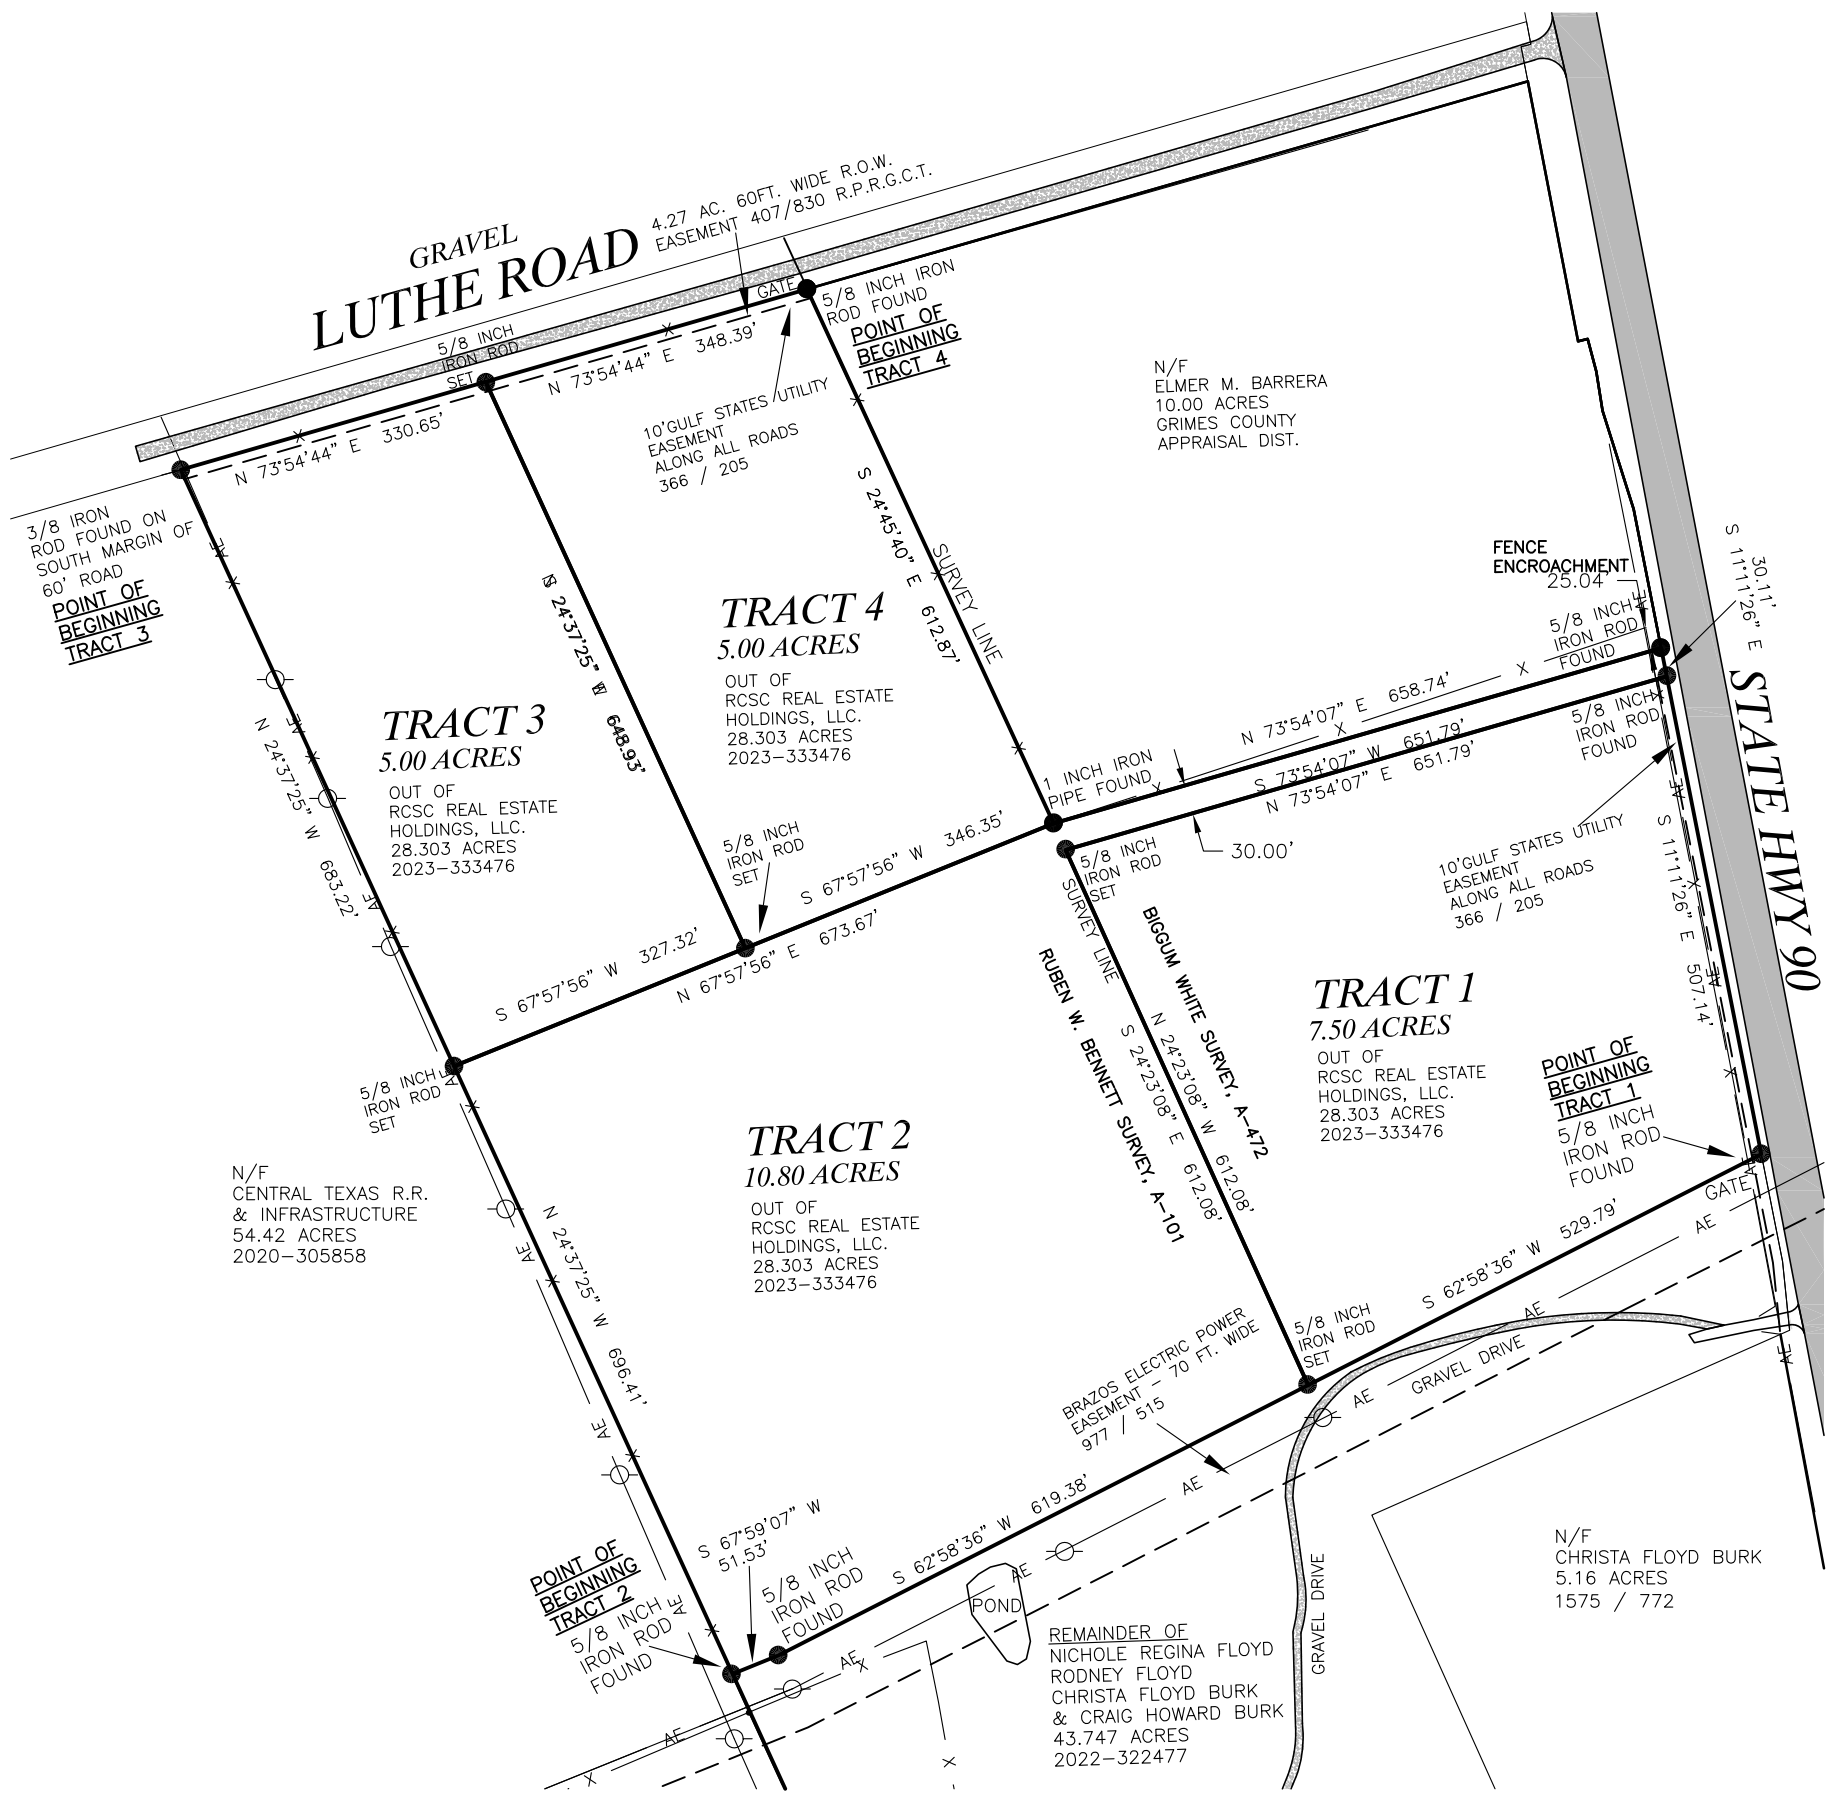 4.27 AC. 60FT. WIDE R.O.W.
EASEMENT 407/830 R.P.R.G.C.T.
GRAVEL
LUTHE ROAD
GATE
5/8 INCH
IRON ROD
SET
5/8 INCH IRON
ROD FOUND
POINT OF
BEGINNING
TRACT 4
N 73°54'44" E 348.39'
N 73°54'44" E 330.65'
10'GULF STATES UTILITY
EASEMENT
ALONG ALL ROADS
366 / 205
N/F
ELMER M. BARRERA
10.00 ACRES
GRIMES COUNTY
APPRAISAL DIST.
3/8 IRON
ROD FOUND ON
SOUTH MARGIN OF
60' ROAD
POINT OF
BEGINNING
TRACT 3
S 24°45'40" E 612.87'
SURVEY LINE
24°37'25" 648.93'
FENCE
ENCROACHMENT
25.04'
30.11'
S 11°11'26" E
5/8 INCH
IRON ROD
FOUND
STATE HWY 90
TRACT 4
5.00 ACRES
OUT OF
RCSC REAL ESTATE
HOLDINGS, LLC.
28.303 ACRES
2023-333476
TRACT 3
5.00 ACRES
OUT OF
RCSC REAL ESTATE
HOLDINGS, LLC.
28.303 ACRES
2023-333476
N 24°37'25" W 683.22'
N 73°54'07" E 658.74'
S 73°54'07" W 651.79'
N 73°54'07" E 651.79'
5/8 INCH
IRON ROD
FOUND
1 INCH IRON
PIPE FOUND
30.00'
5/8 INCH
IRON ROD
SET
5/8 INCH
IRON ROD
SET
S 67°57'56" W 346.35'
S 67°57'56" W 327.32'
N 67°57'56" E 673.67'
SURVEY LINE
BIGGUM WHITE SURVEY, A-472
RUBEN W. BENNETT SURVEY, A-101
N 24°23'08" W 612.08'
S 24°23'08" E 612.08'
10'GULF STATES UTILITY
EASEMENT
ALONG ALL ROADS
366 / 205
S 11°11'26" E 507.14'
TRACT 1
7.50 ACRES
OUT OF
RCSC REAL ESTATE
HOLDINGS, LLC.
28.303 ACRES
2023-333476
POINT OF
BEGINNING
TRACT 1
5/8 INCH
IRON ROD
FOUND
GATE
5/8 INCH
IRON ROD
SET
N/F
CENTRAL TEXAS R.R.
& INFRASTRUCTURE
54.42 ACRES
2020-305858
TRACT 2
10.80 ACRES
OUT OF
RCSC REAL ESTATE
HOLDINGS, LLC.
28.303 ACRES
2023-333476
N 24°37'25" W 696.41'
S 62°58'36" W 529.79'
5/8 INCH
IRON ROD
SET
BRAZOS ELECTRIC POWER
EASEMENT - 70 FT. WIDE
977 / 515
AE
AE
AE
GRAVEL DRIVE
AE
AE
AE
AE
AE
AE
AE
AE
AE
AE
S 62°58'36" W 619.38'
S 67°59'07" W
51.53'
5/8 INCH
IRON ROD
FOUND
POINT OF
BEGINNING
TRACT 2
5/8 INCH
IRON ROD
FOUND
POND
GRAVEL DRIVE
REMAINDER OF
NICHOLE REGINA FLOYD
RODNEY FLOYD
CHRISTA FLOYD BURK
& CRAIG HOWARD BURK
43.747 ACRES
2022-322477
N/F
CHRISTA FLOYD BURK
5.16 ACRES
1575 / 772